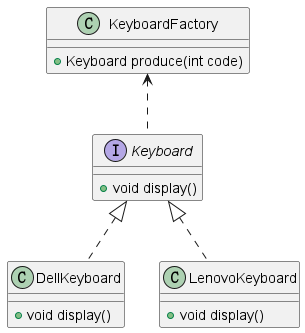 C KeyboardFactory
Keyboard produce(int code)
I Keyboard
void display()
C DellKeyboard
void display()
C LenovoKeyboard
void display()